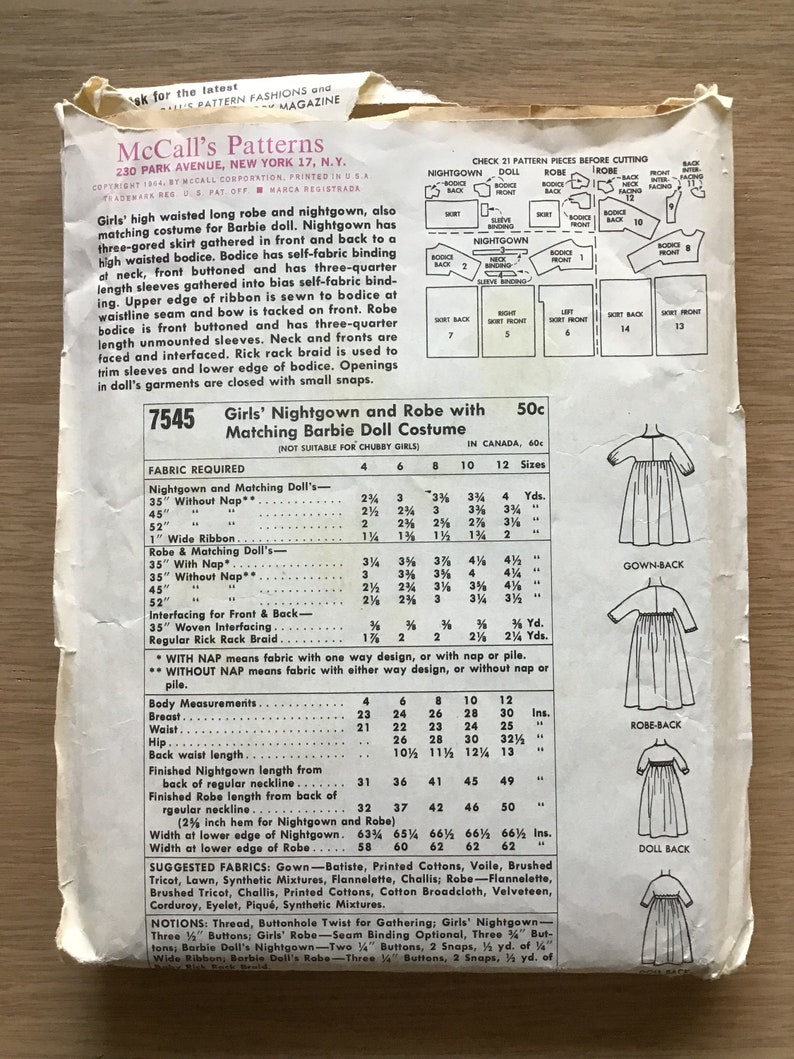 ask for the latest
CALL'S PATTERN FASHIONS and
MAGAZINE
McCall's Patterns
230 PARK AVENUE, NEW YORK 17, N.Y.
COPYRIGHT 1964, BY McCALL CORPORATION, PRINTED IN U.S.A.
TRADEMARK REG. U. S. PAT. OFF. ■ MARCA REGISTRADA
Girls' high waisted long robe and nightgown, also
matching costume for Barbie doll. Nightgown has
three-gored skirt gathered in front and back to a
high waisted bodice. Bodice has self-fabric binding
at neck, front buttoned and has three-quarter
length sleeves gathered into bias self-fabric bind-
ing. Upper edge of ribbon is sewn to bodice at
waistline seam and bow is tacked on front. Robe
bodice is front buttoned and has three-quarter
length unmounted sleeves. Neck and fronts are
faced and interfaced. Rick rack braid is used to
trim sleeves and lower edge of bodice. Openings
in doll's garments are closed with small snaps.
CHECK 21 PATTERN PIECES BEFORE CUTTING
NIGHTGOWN DOLL ROBE ROBE
BODICE BACK
BODICE FRONT
SKIRT
SLEEVE BINDING
BODICE BACK
SKIRT
BODICE FRONT
BACK NECK FACING 12
FRONT INTER-FACING 9
BACK INTER-FACING 11
BODICE BACK 10
BODICE FRONT 8
NIGHTGOWN
BODICE BACK 2
3 NECK BINDING
4 SLEEVE BINDING
BODICE FRONT 1
SKIRT BACK 7
RIGHT SKIRT FRONT 5
LEFT SKIRT FRONT 6
SKIRT BACK 14
SKIRT FRONT 13
7545 Girls' Nightgown and Robe with 50c
Matching Barbie Doll Costume
(NOT SUITABLE FOR CHUBBY GIRLS) IN CANADA, 60c
FABRIC REQUIRED 4 6 8 10 12 Sizes
Nightgown and Matching Doll's—
35" Without Nap** 2¾ 3 3⅜ 3¾ 4 Yds.
45" " " 2½ 2¾ 3 3⅜ 3¾ "
52" " " 2 2⅜ 2⅝ 2⅞ 3⅛ "
1" Wide Ribbon 1¼ 1⅜ 1½ 1¾ 2 "
Robe & Matching Doll's—
35" With Nap* 3¼ 3⅝ 3⅞ 4⅛ 4½ "
35" Without Nap** 3 3⅜ 3⅝ 4 4¼ "
45" " " 2½ 2¾ 3⅛ 3⅝ 4⅛ "
52" " " 2⅛ 2⅜ 3 3¼ 3½ "
Interfacing for Front & Back—
35" Woven Interfacing ⅜ ⅜ ⅜ ⅜ ⅜ Yd.
Regular Rick Rack Braid 1⅞ 2 2 2⅛ 2¼ Yds.
* WITH NAP means fabric with one way design, or with nap or pile.
** WITHOUT NAP means fabric with either way design, or without nap or
pile.
Body Measurements 4 6 8 10 12
Breast 23 24 26 28 30 Ins.
Waist 21 22 23 24 25 "
Hip .. 26 28 30 32½ "
Back waist length .. 10½ 11½ 12¼ 13 "
Finished Nightgown length from
back of regular neckline 31 36 41 45 49 "
Finished Robe length from back of
rgeular neckline 32 37 42 46 50 "
(2⅝ inch hem for Nightgown and Robe)
Width at lower edge of Nightgown. 63¾ 65¼ 66½ 66½ 66½ Ins.
Width at lower edge of Robe 58 60 62 62 62 "
SUGGESTED FABRICS: Gown—Batiste, Printed Cottons, Voile, Brushed
Tricot, Lawn, Synthetic Mixtures, Flannelette, Challis; Robe—Flannelette,
Brushed Tricot, Challis, Printed Cottons, Cotton Broadcloth, Velveteen,
Corduroy, Eyelet, Piqué, Synthetic Mixtures.
NOTIONS: Thread, Buttonhole Twist for Gathering; Girls' Nightgown—
Three ½" Buttons; Girls' Robe—Seam Binding Optional, Three ¾" But-
tons; Barbie Doll's Nightgown—Two ¼" Buttons, 2 Snaps, ½ yd. of ¼"
Wide Ribbon; Barbie Doll's Robe—Three ¼" Buttons, 2 Snaps, ½ yd. of
Baby Rick Rack Braid.
GOWN-BACK
ROBE-BACK
DOLL BACK
DOLL BACK